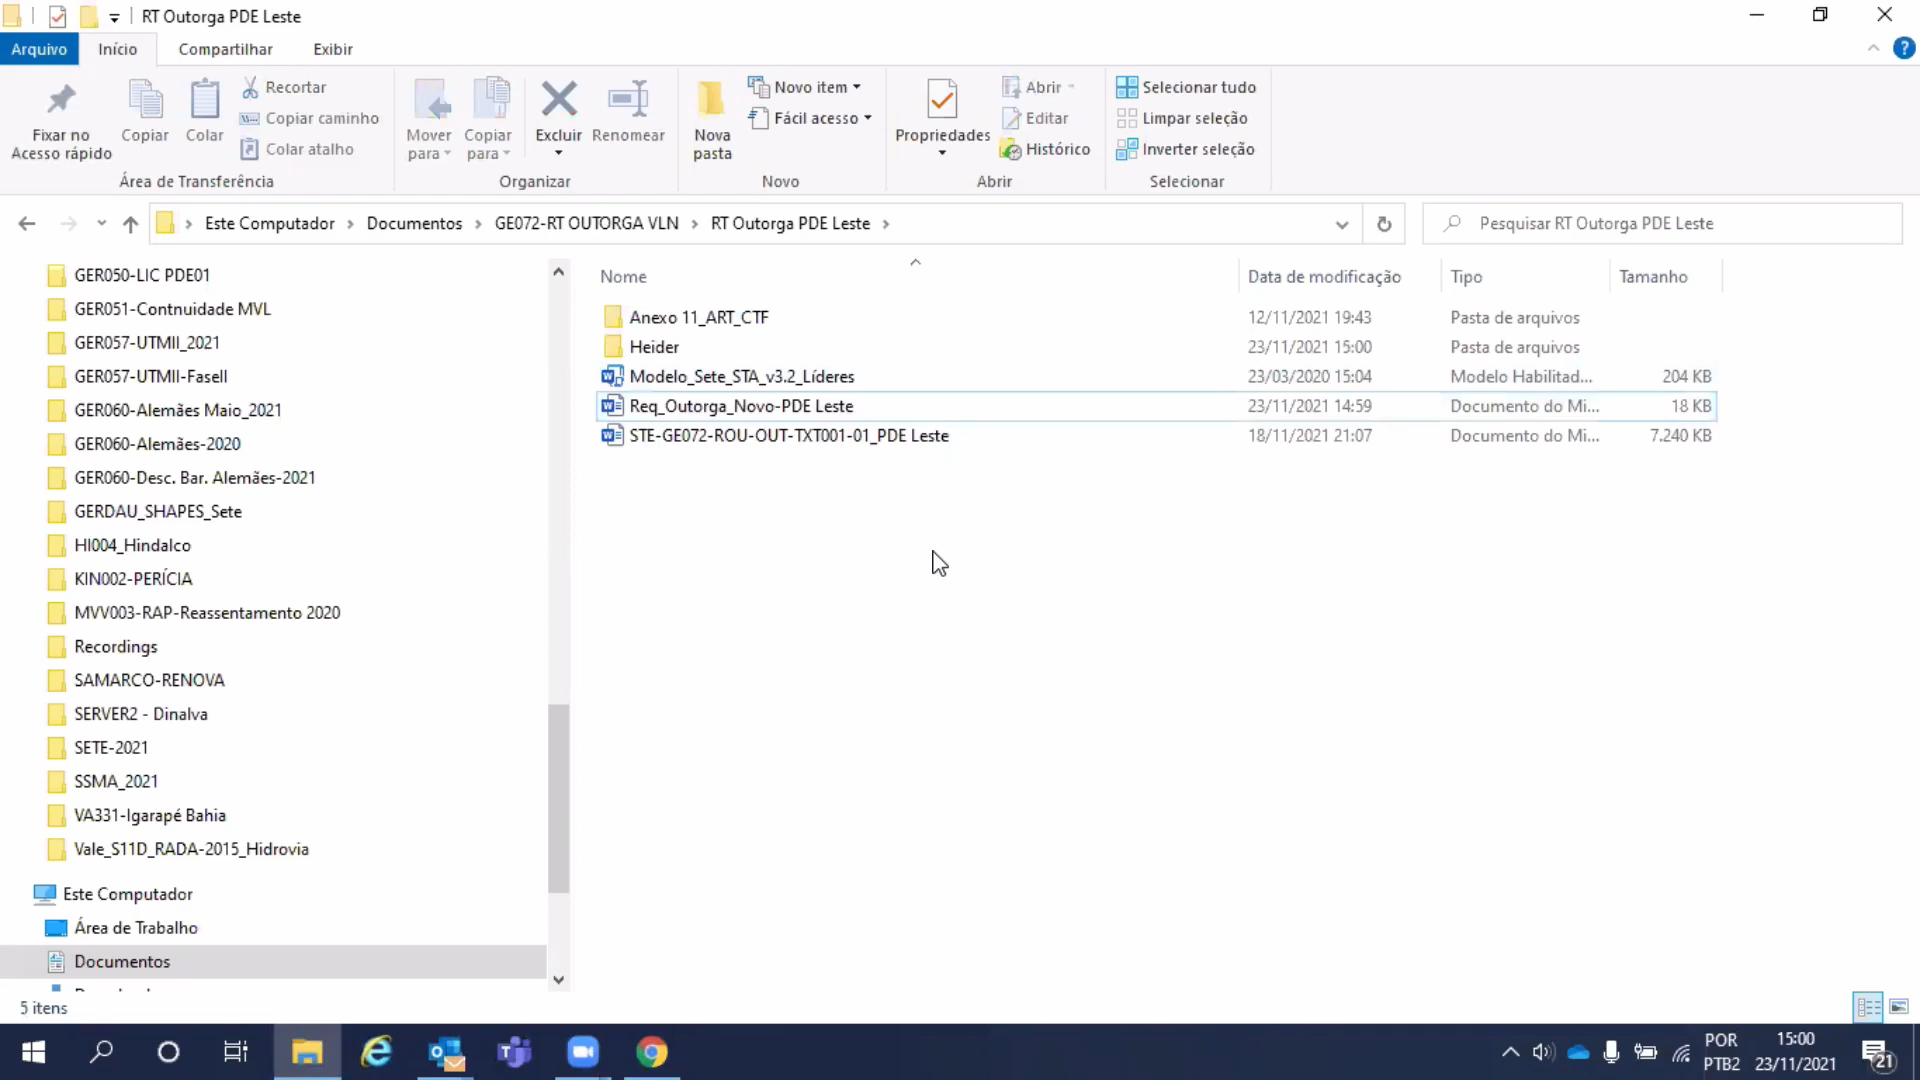 RT Outorga PDE Leste
Arquivo
Início
Compartilhar
Exibir
Fixar no
Acesso rápido
Copiar
Colar
Recortar
Copiar caminho
Colar atalho
Área de Transferência
Mover
para
Copiar
para
Excluir
Renomear
Organizar
Nova
pasta
Novo item
Fácil acesso
Novo
Propriedades
Abrir
Editar
Histórico
Abrir
Selecionar tudo
Limpar seleção
Inverter seleção
Selecionar
Este Computador > Documentos > GE072-RT OUTORGA VLN > RT Outorga PDE Leste >
Pesquisar RT Outorga PDE Leste
GER050-LIC PDE01
GER051-Contnuidade MVL
GER057-UTMII_2021
GER057-UTMII-Fasell
GER060-Alemães Maio_2021
GER060-Alemães-2020
GER060-Desc. Bar. Alemães-2021
GERDAU_SHAPES_Sete
HI004_Hindalco
KIN002-PERÍCIA
MVV003-RAP-Reassentamento 2020
Recordings
SAMARCO-RENOVA
SERVER2 - Dinalva
SETE-2021
SSMA_2021
VA331-Igarapé Bahia
Vale_S11D_RADA-2015_Hidrovia
Este Computador
Área de Trabalho
Documentos
Nome Data de modificação Tipo Tamanho
Anexo 11_ART_CTF 12/11/2021 19:43 Pasta de arquivos
Heider 23/11/2021 15:00 Pasta de arquivos
Modelo_Sete_STA_v3.2_Líderes 23/03/2020 15:04 Modelo Habilitad... 204 KB
Req_Outorga_Novo-PDE Leste 23/11/2021 14:59 Documento do Mi... 18 KB
STE-GE072-ROU-OUT-TXT001-01_PDE Leste 18/11/2021 21:07 Documento do Mi... 7.240 KB
5 itens
POR
PTB2
15:00
23/11/2021
21